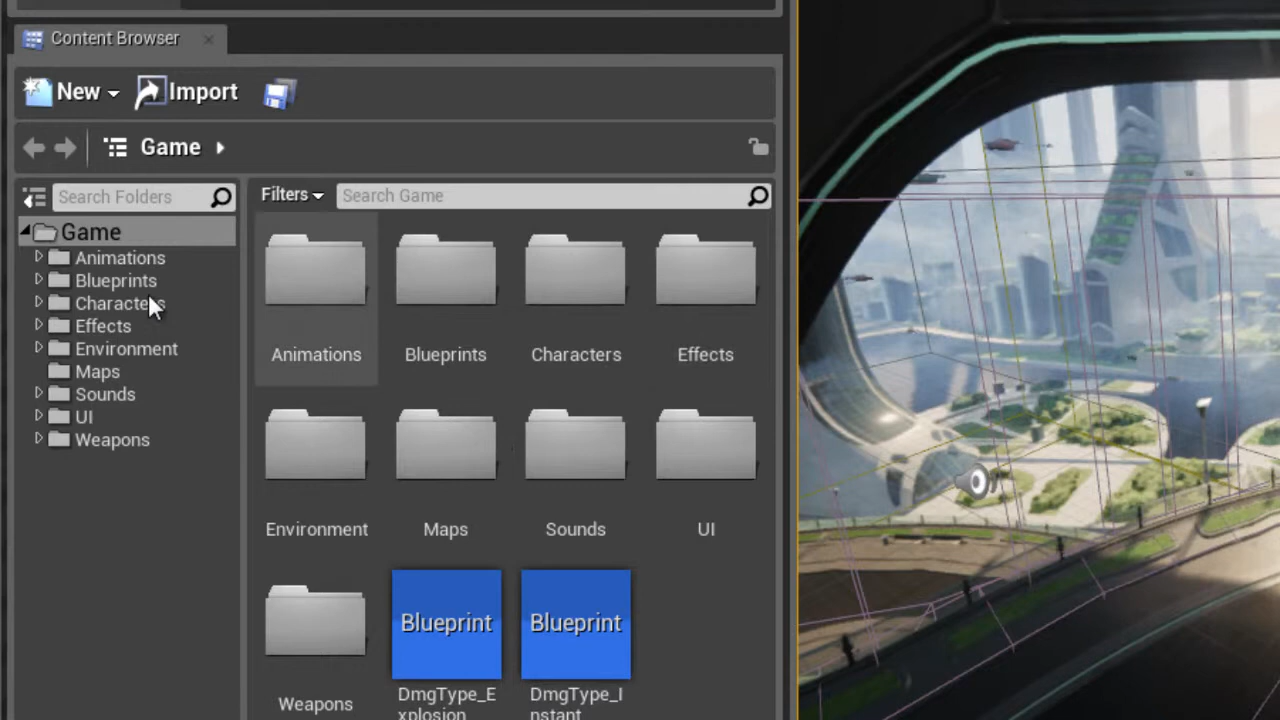 Content Browser
New
Import
Game
Search Folders
Filters
Search Game
Game
Animations
Blueprints
Characters
Effects
Environment
Maps
Sounds
UI
Weapons
Animations
Blueprints
Characters
Effects
Environment
Maps
Sounds
UI
Weapons
Blueprint
DmgType_E
xplosion
Blueprint
DmgType_I
nstant